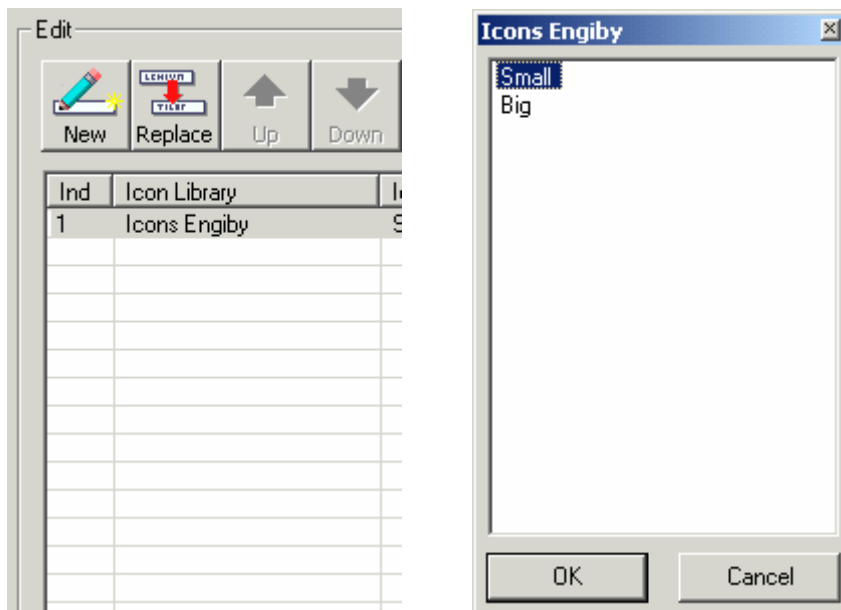 Edit
New Replace Up Down
Ind Icon Library
1 Icons Engiby
Icons Engiby
Small
Big
OK Cancel